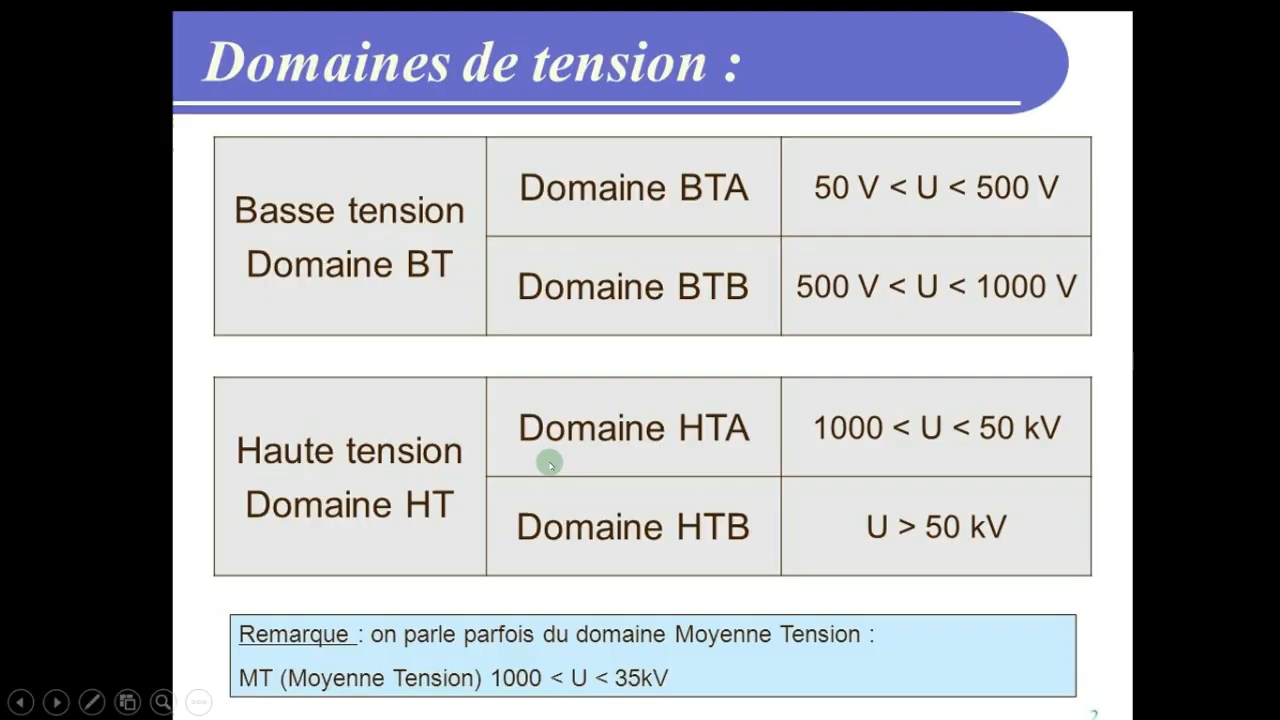 Domaines de tension :
Basse tension
Domaine BT
Domaine BTA
50 V < U < 500 V
Domaine BTB
500 V < U < 1000 V
Haute tension
Domaine HT
Domaine HTA
1000 < U < 50 kV
Domaine HTB
U > 50 kV
Remarque : on parle parfois du domaine Moyenne Tension :
MT (Moyenne Tension) 1000 < U < 35kV
2